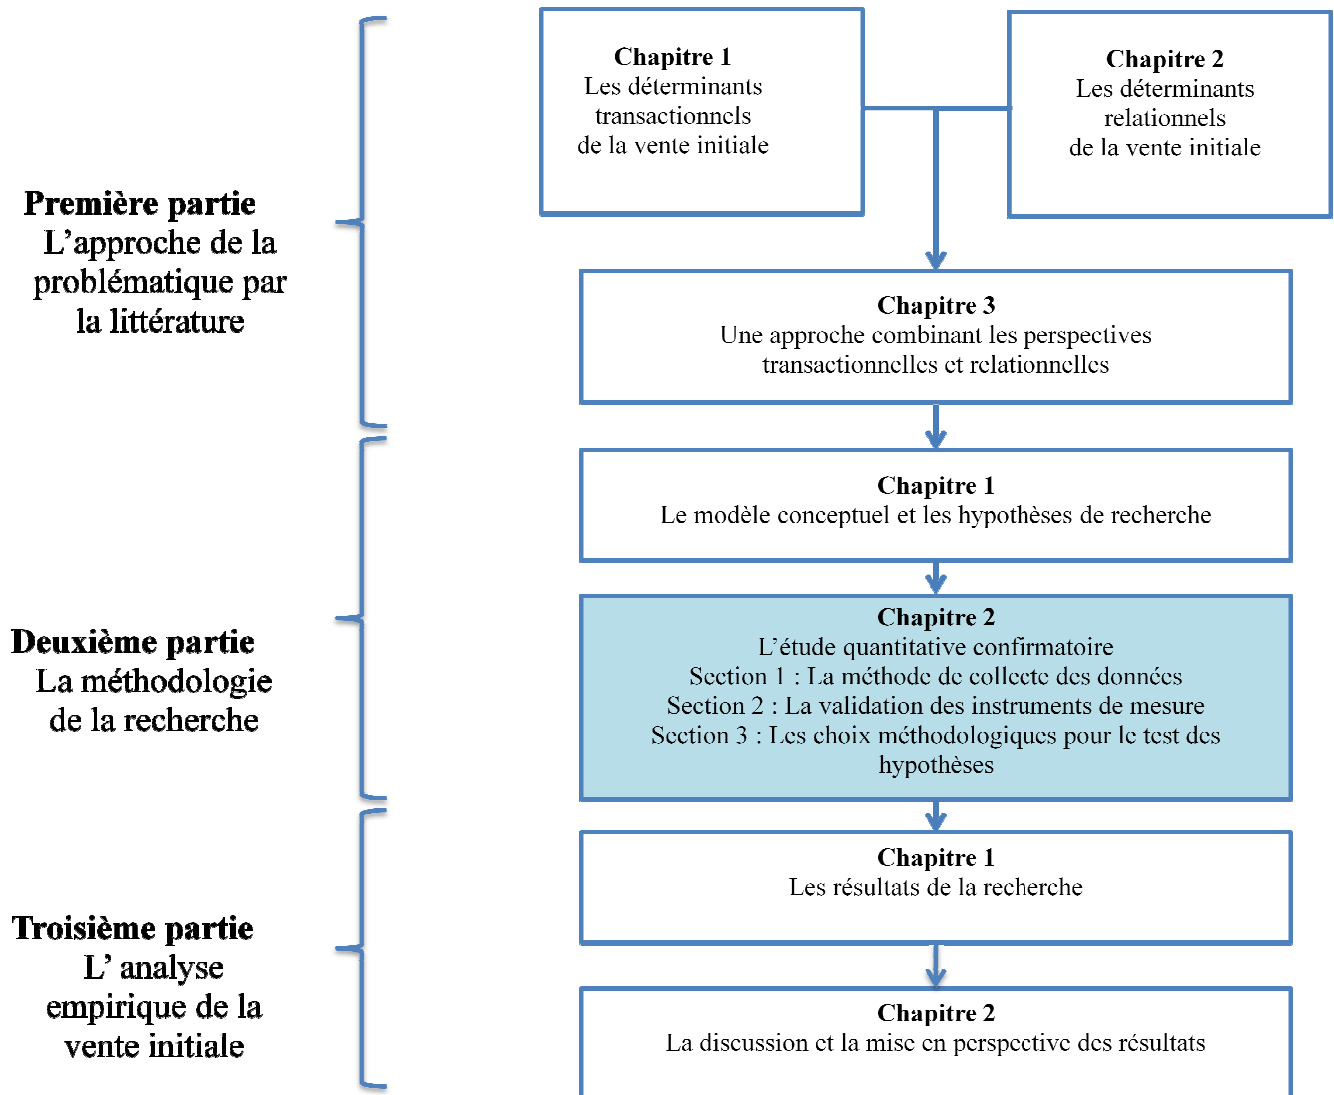 Chapitre 1
Les déterminants
transactionnels
de la vente initiale
Chapitre 2
Les déterminants
relationnels
de la vente initiale
Première partie
L’approche de la
problématique par
la littérature
Chapitre 3
Une approche combinant les perspectives
transactionnelles et relationnelles
Chapitre 1
Le modèle conceptuel et les hypothèses de recherche
Deuxième partie
La méthodologie
de la recherche
Chapitre 2
L’étude quantitative confirmatoire
Section 1 : La méthode de collecte des données
Section 2 : La validation des instruments de mesure
Section 3 : Les choix méthodologiques pour le test des
hypothèses
Troisième partie
L’ analyse
empirique de la
vente initiale
Chapitre 1
Les résultats de la recherche
Chapitre 2
La discussion et la mise en perspective des résultats